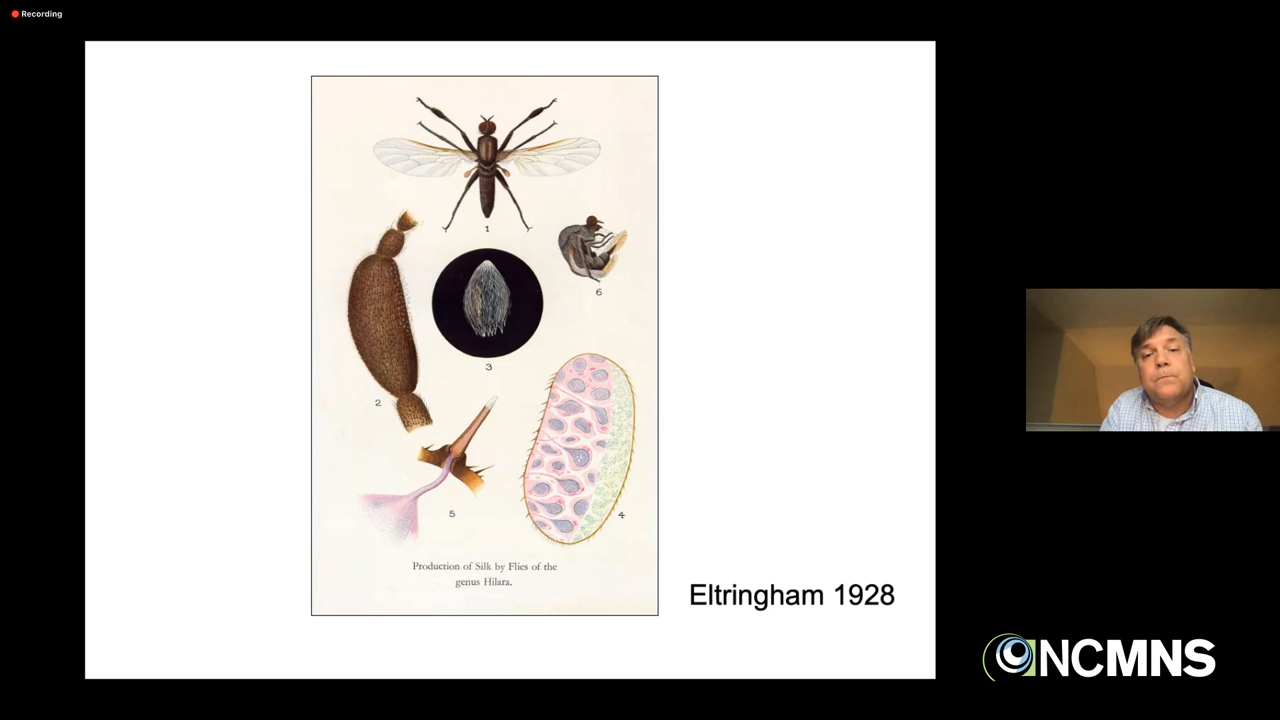 Recording
1
6
3
2
5
4
Production of Silk by Flies of the
genus Hilara.
Eltringham 1928
NCMNS